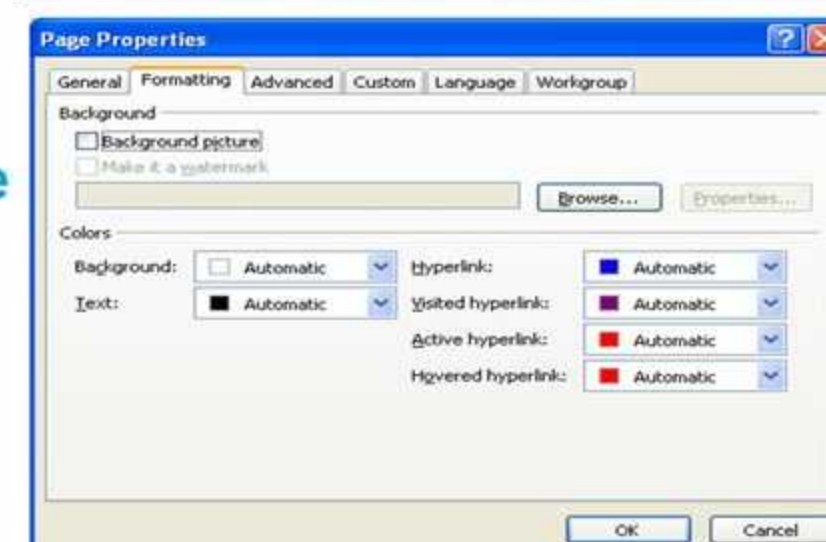 Page Properties
General Formatting Advanced Custom Language Workgroup
Background
Background picture
Make it a watermark
Browse... Properties...
Colors
Background: Automatic Hyperlink: Automatic
Text: Automatic Visited hyperlink: Automatic
Active hyperlink: Automatic
Hovered hyperlink: Automatic
OK Cancel
e